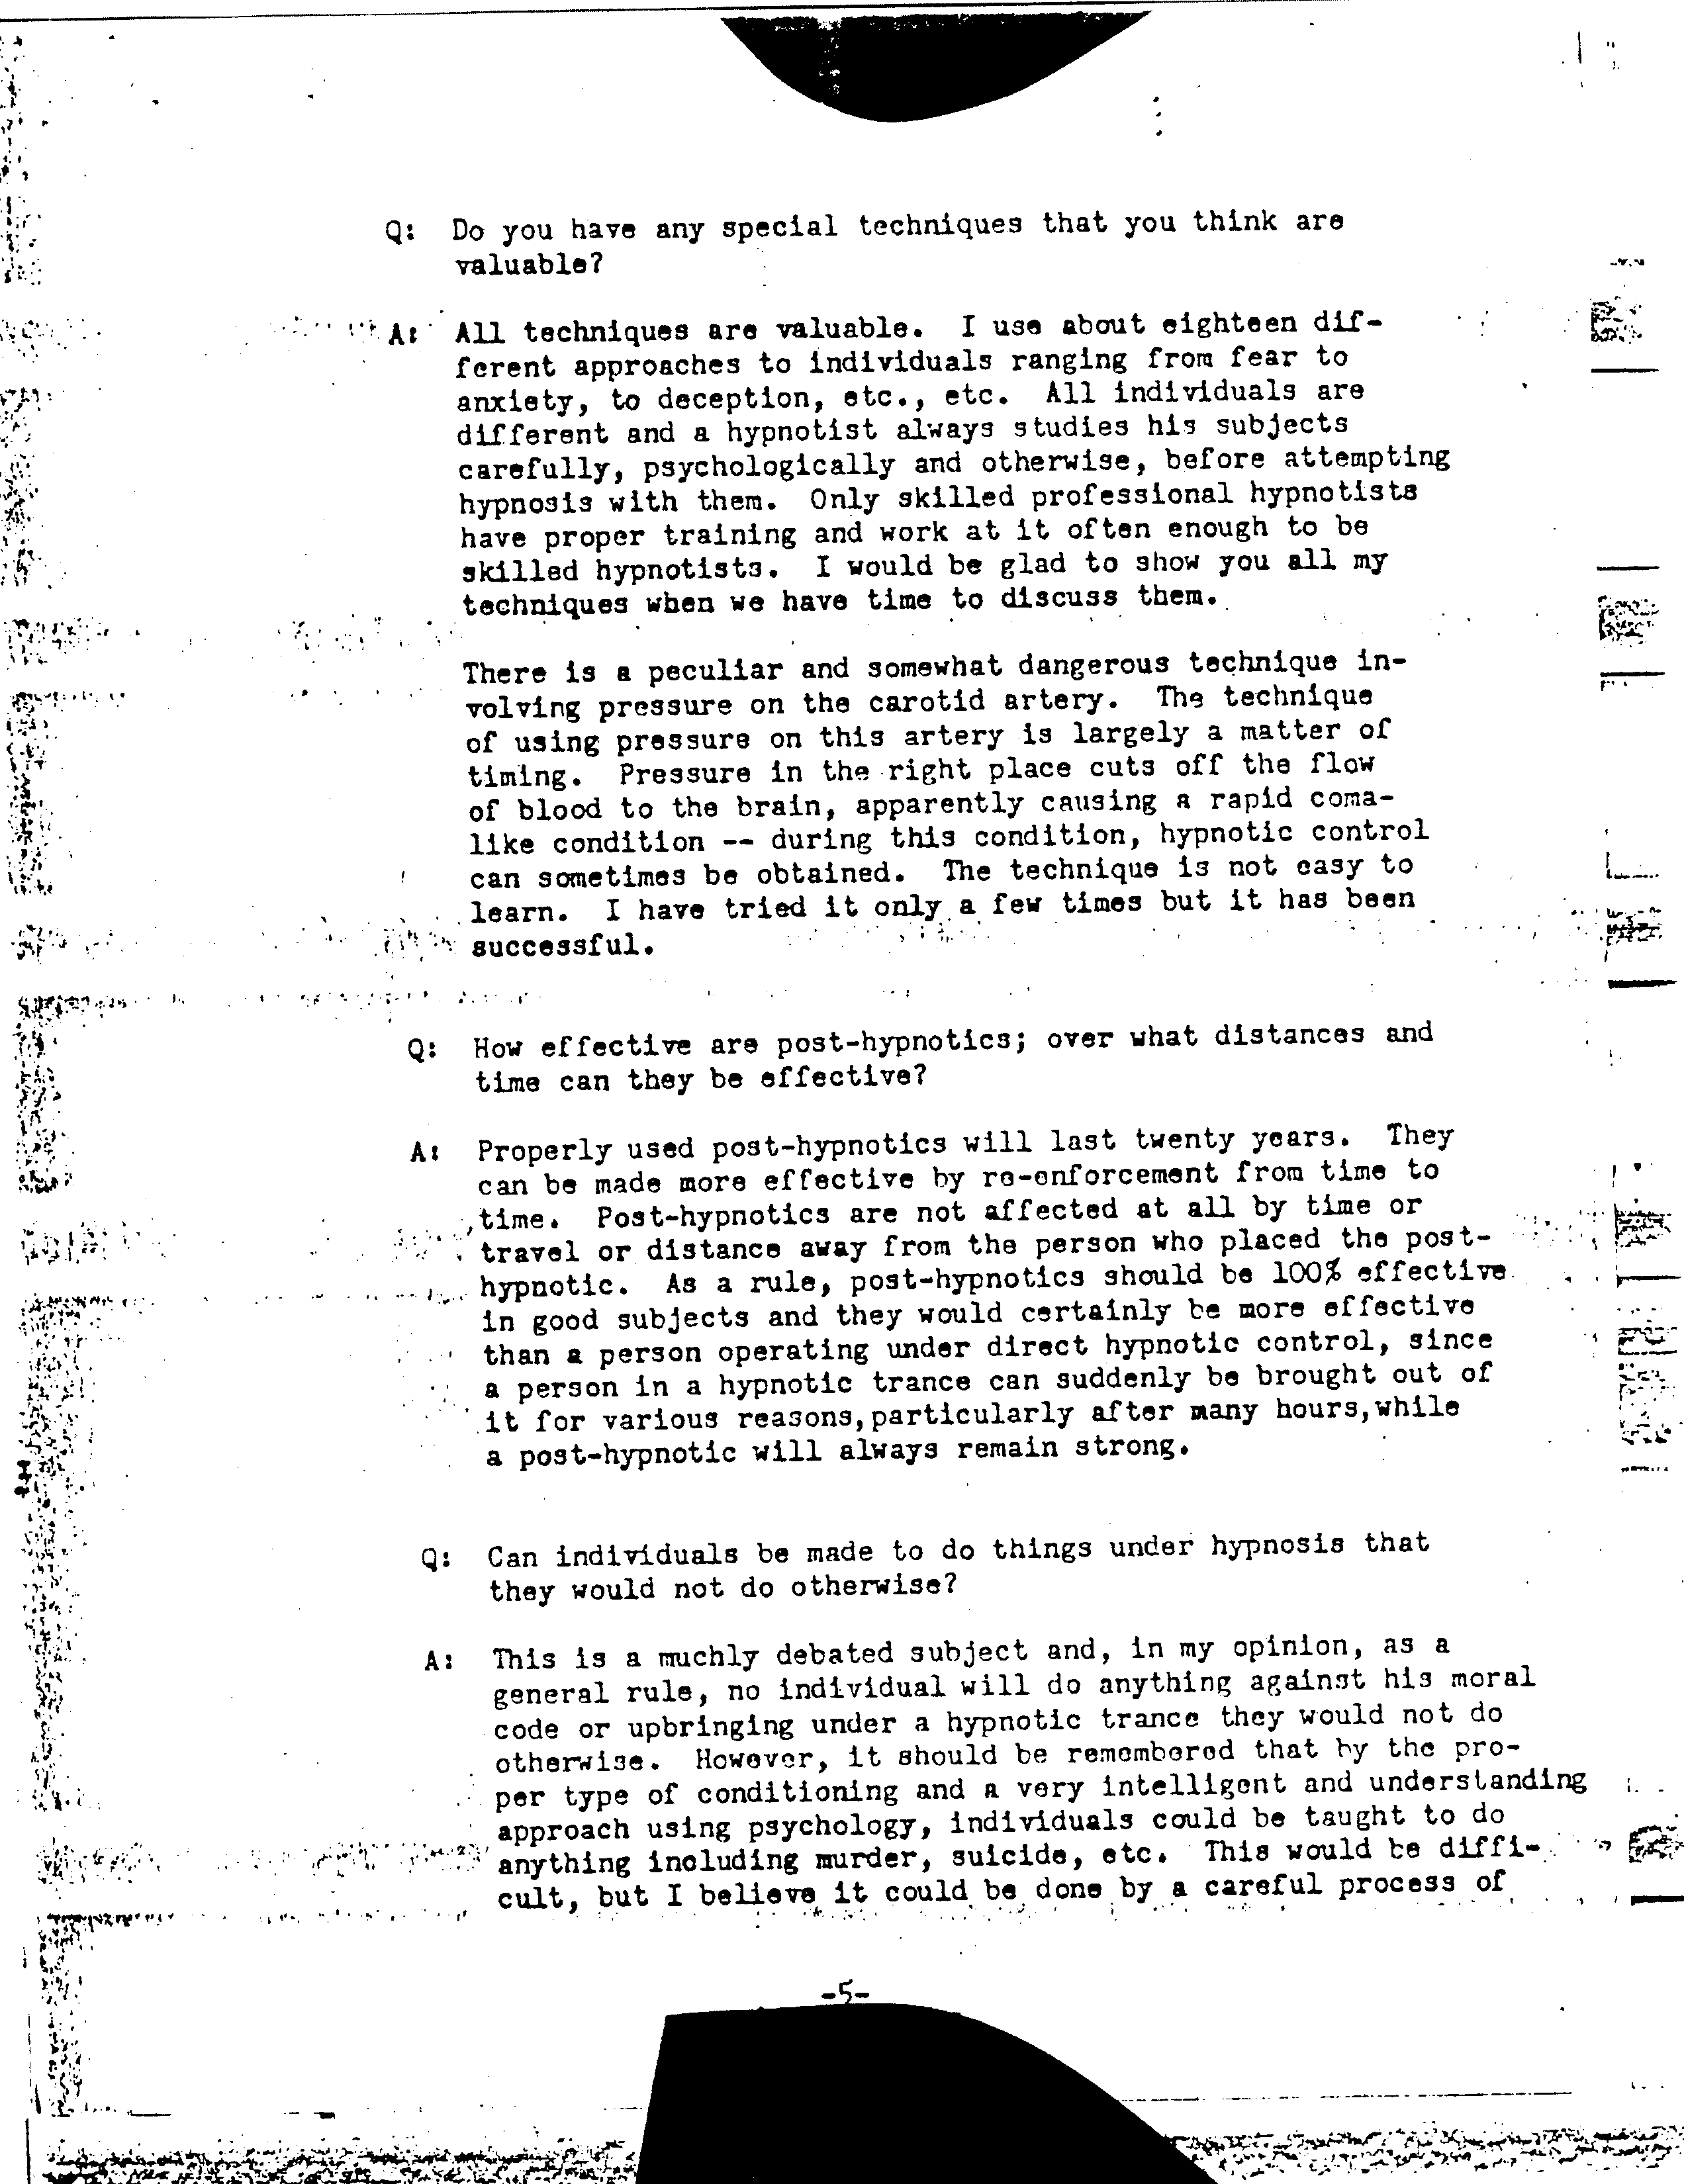 Q: Do you have any special techniques that you think are
valuable?
A: All techniques are valuable. I use about eighteen dif-
ferent approaches to individuals ranging from fear to
anxiety, to deception, etc., etc. All individuals are
different and a hypnotist always studies his subjects
carefully, psychologically and otherwise, before attempting
hypnosis with them. Only skilled professional hypnotists
have proper training and work at it often enough to be
skilled hypnotists. I would be glad to show you all my
techniques when we have time to discuss them.
There is a peculiar and somewhat dangerous technique in-
volving pressure on the carotid artery. The technique
of using pressure on this artery is largely a matter of
timing. Pressure in the right place cuts off the flow
of blood to the brain, apparently causing a rapid coma-
like condition -- during this condition, hypnotic control
can sometimes be obtained. The technique is not easy to
learn. I have tried it only a few times but it has been
successful.
Q: How effective are post-hypnotics; over what distances and
time can they be effective?
A: Properly used post-hypnotics will last twenty years. They
can be made more effective by re-enforcement from time to
time. Post-hypnotics are not affected at all by time or
travel or distance away from the person who placed the post-
hypnotic. As a rule, post-hypnotics should be 100% effective
in good subjects and they would certainly be more effective
than a person operating under direct hypnotic control, since
a person in a hypnotic trance can suddenly be brought out of
it for various reasons, particularly after many hours, while
a post-hypnotic will always remain strong.
Q: Can individuals be made to do things under hypnosis that
they would not do otherwise?
A: This is a muchly debated subject and, in my opinion, as a
general rule, no individual will do anything against his moral
code or upbringing under a hypnotic trance they would not do
otherwise. However, it should be remembered that by the pro-
per type of conditioning and a very intelligent and understanding
approach using psychology, individuals could be taught to do
anything including murder, suicide, etc. This would be diffi-
cult, but I believe it could be done by a careful process of
-5-